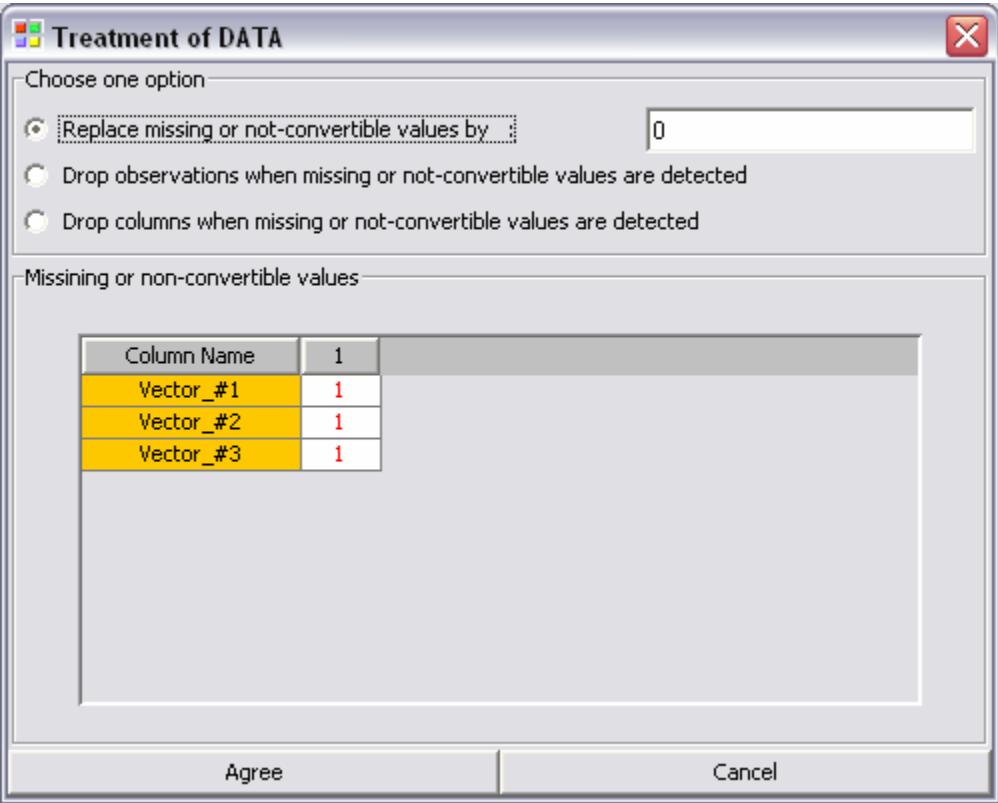 Treatment of DATA
Choose one option
Replace missing or not-convertible values by : 0
Drop observations when missing or not-convertible values are detected
Drop columns when missing or not-convertible values are detected
Missining or non-convertible values
Column Name 1
Vector_#1 1
Vector_#2 1
Vector_#3 1
Agree Cancel